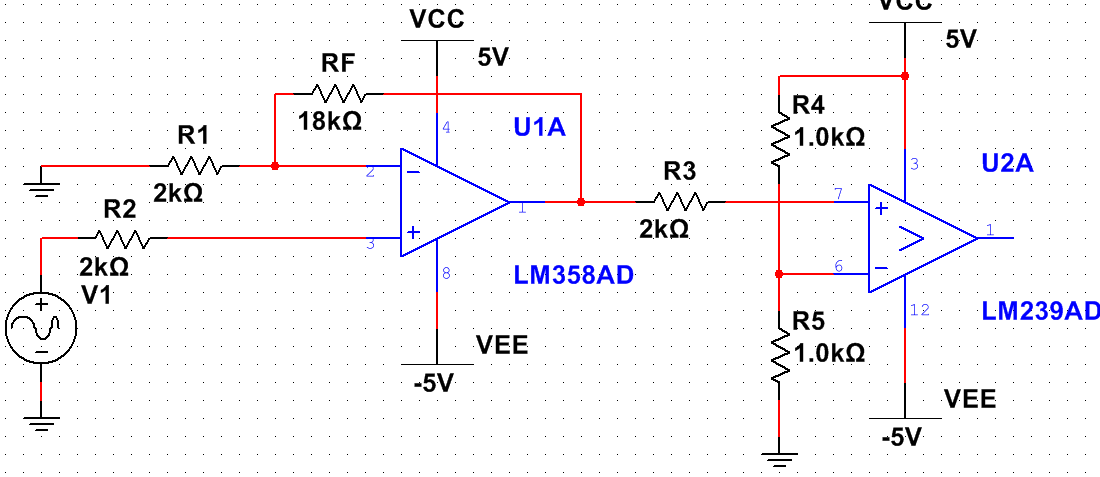 VCC
5V
RF
18kΩ
4
U1A
R1
2kΩ
2
R2
2kΩ
3
1
8
LM358AD
V1
VEE
-5V
R3
2kΩ
VCC
5V
R4
1.0kΩ
3
U2A
7
6
1
12
LM239AD
R5
1.0kΩ
VEE
-5V